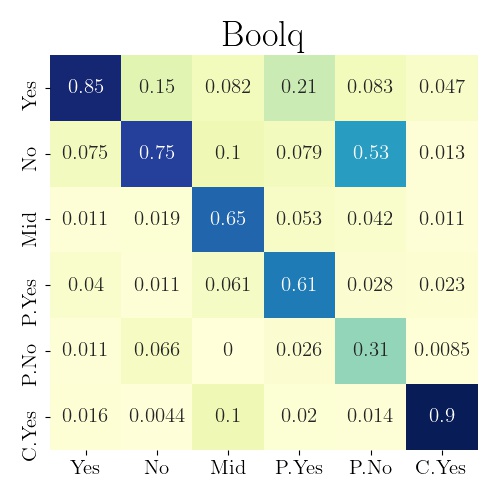 Boolq
Yes 0.85 0.15 0.082 0.21 0.083 0.047
No 0.075 0.75 0.1 0.079 0.53 0.013
Mid 0.011 0.019 0.65 0.053 0.042 0.011
P.Yes 0.04 0.011 0.061 0.61 0.028 0.023
P.No 0.011 0.066 0 0.026 0.31 0.0085
C.Yes 0.016 0.0044 0.1 0.02 0.014 0.9
Yes No Mid P.Yes P.No C.Yes